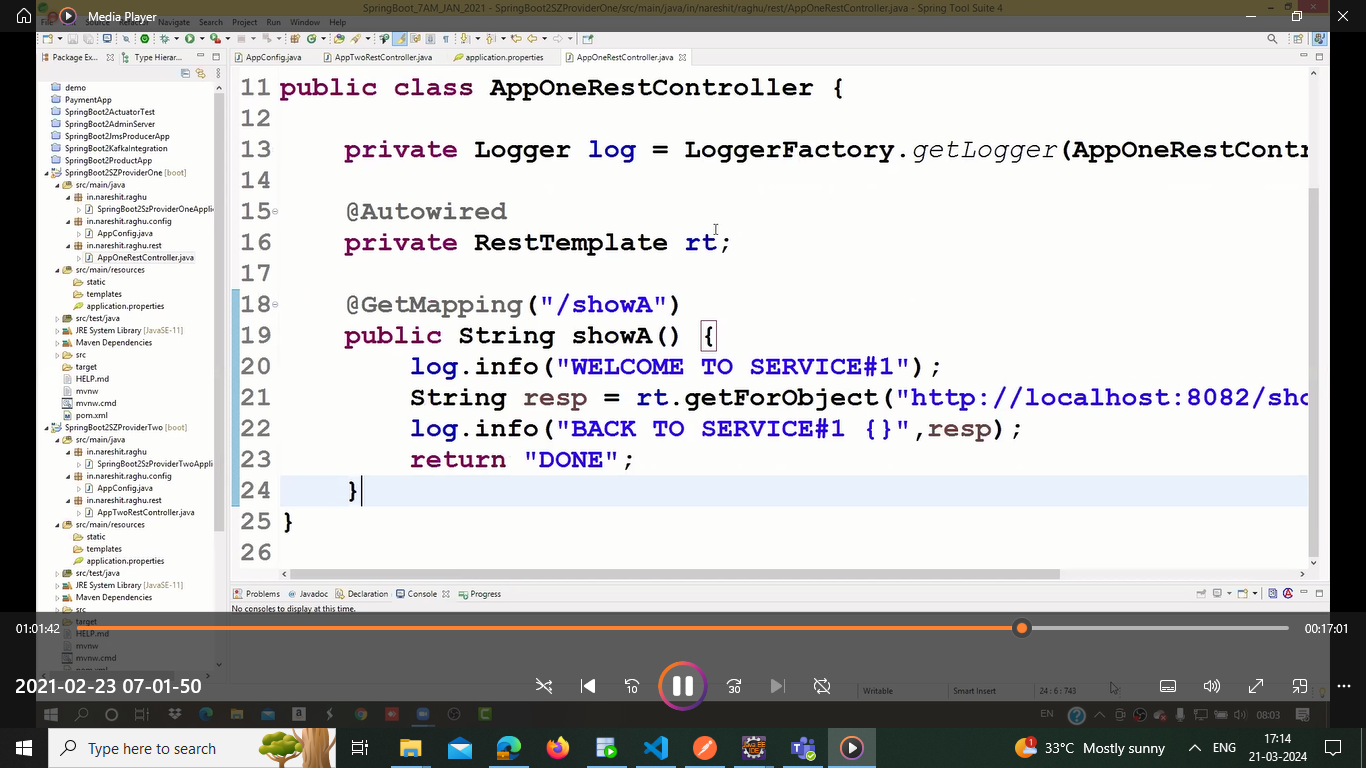 SpringBoot_7AM_JAN_2021 - SpringBoot2SZProviderOne/src/main/java/in/nareshit/raghu/rest/AppOneRestController.java - Spring Tool Suite 4
Media Player
File Source Refactor Navigate Search Project Run Window Help
Package Ex... Type Hierar...
AppConfig.java AppTwoRestController.java application.properties AppOneRestController.java
demo
PaymentApp
SpringBoot2ActuatorTest
SpringBoot2AdminServer
SpringBoot2JmsProducerApp
SpringBoot2KafkaIntegration
SpringBoot2ProductApp
SpringBoot2SZProviderOne [boot]
src/main/java
in.nareshit.raghu
SpringBoot2SzProviderOneAppli
in.nareshit.raghu.config
AppConfig.java
in.nareshit.raghu.rest
AppOneRestController.java
src/main/resources
static
templates
application.properties
src/test/java
JRE System Library [JavaSE-11]
Maven Dependencies
src
target
HELP.md
mvnw
mvnw.cmd
pom.xml
SpringBoot2SZProviderTwo [boot]
src/main/java
in.nareshit.raghu
SpringBoot2SzProviderTwoAppli
in.nareshit.raghu.config
AppConfig.java
in.nareshit.raghu.rest
AppTwoRestController.java
src/main/resources
static
templates
application.properties
src/test/java
JRE System Library [JavaSE-11]
Maven Dependencies
src
target
HELP.md
mvnw
mvnw.cmd
pom.xml
11 public class AppOneRestController {
12
13 private Logger log = LoggerFactory.getLogger(AppOneRestContr
14
15 @Autowired
16 private RestTemplate rt;
17
18 @GetMapping("/showA")
19 public String showA() {
20 log.info("WELCOME TO SERVICE#1");
21 String resp = rt.getForObject("http://localhost:8082/sho
22 log.info("BACK TO SERVICE#1 {}",resp);
23 return "DONE";
24 }
25 }
26
Problems Javadoc Declaration Console Progress
No consoles to display at this time.
01:01:42 00:17:01
2021-02-23 07-01-50
10 30
Writable Smart Insert 24 : 6 : 743
EN 08:03
Type here to search
1 33°C Mostly sunny ENG 17:14
21-03-2024